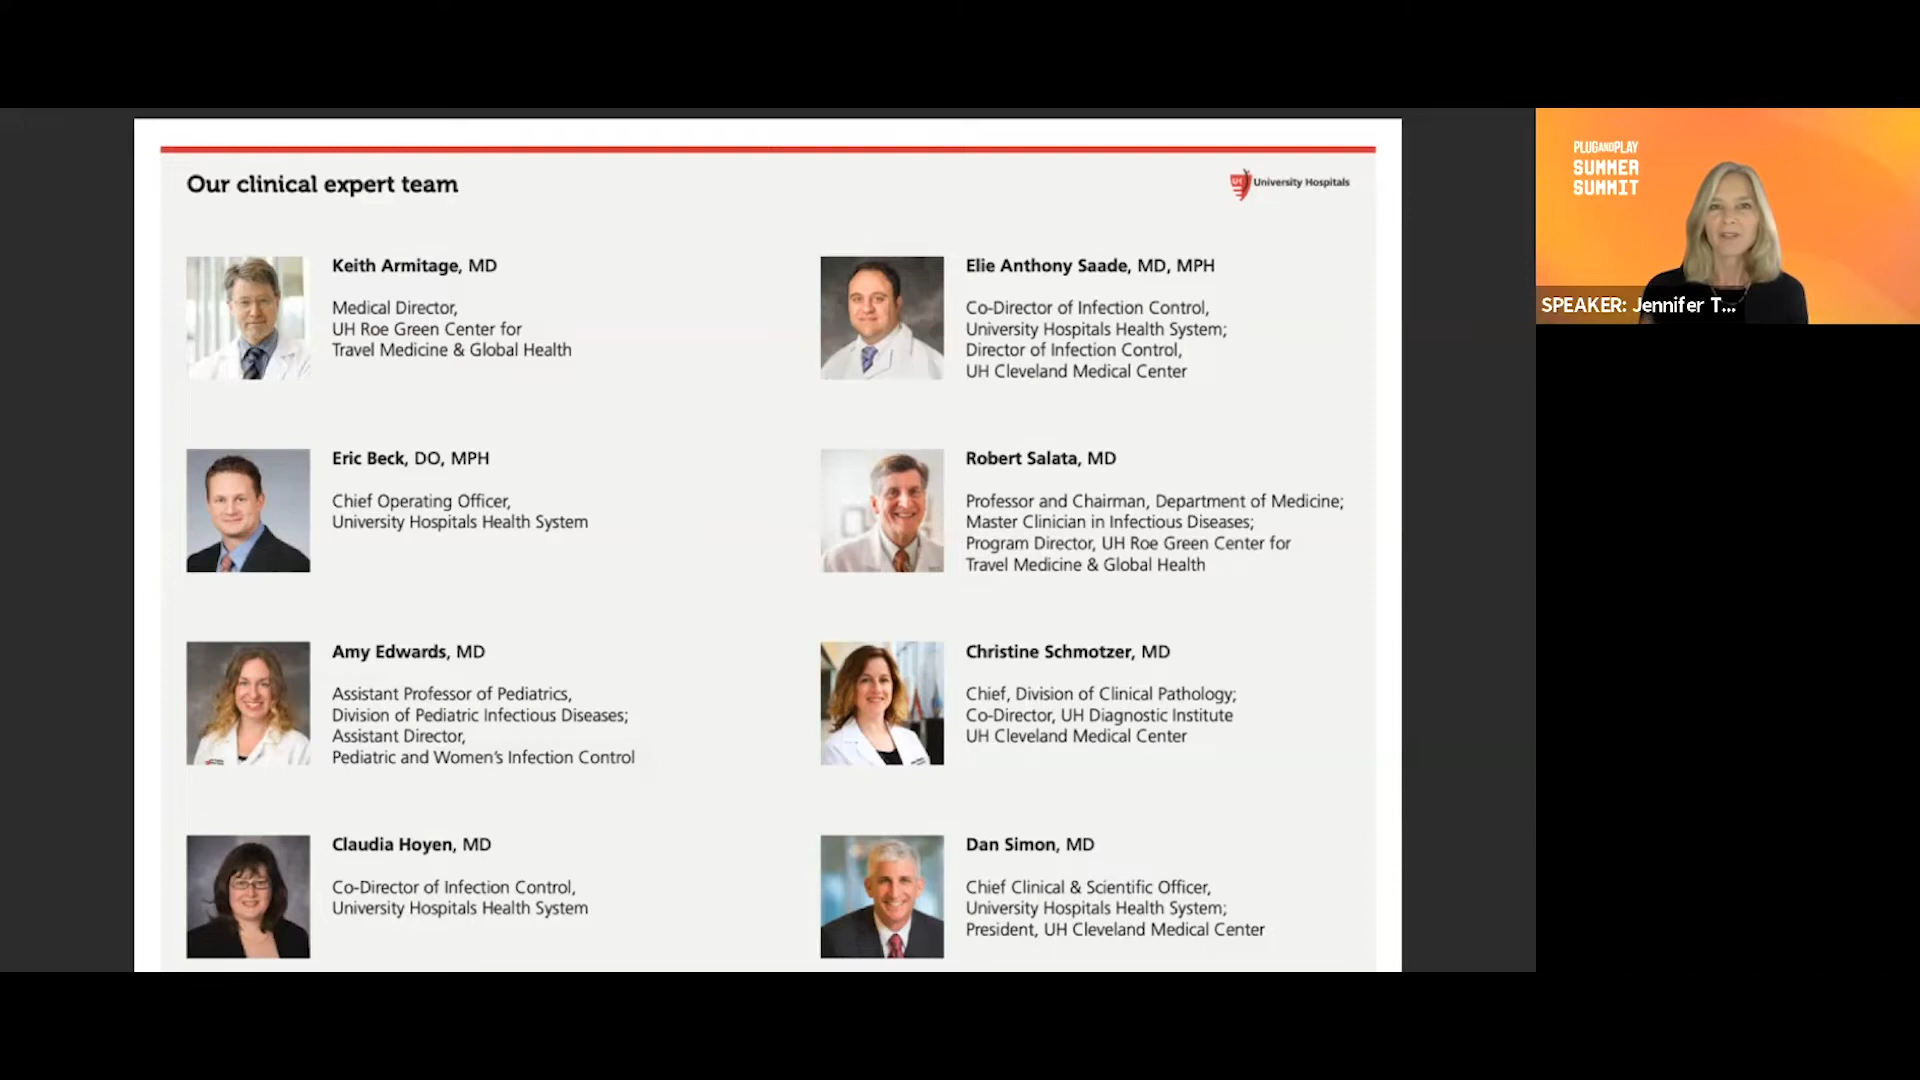 Our clinical expert team
UH University Hospitals
Keith Armitage, MD
Medical Director,
UH Roe Green Center for
Travel Medicine & Global Health
Elie Anthony Saade, MD, MPH
Co-Director of Infection Control,
University Hospitals Health System;
Director of Infection Control,
UH Cleveland Medical Center
Eric Beck, DO, MPH
Chief Operating Officer,
University Hospitals Health System
Robert Salata, MD
Professor and Chairman, Department of Medicine;
Master Clinician in Infectious Diseases;
Program Director, UH Roe Green Center for
Travel Medicine & Global Health
Amy Edwards, MD
Assistant Professor of Pediatrics,
Division of Pediatric Infectious Diseases;
Assistant Director,
Pediatric and Women's Infection Control
Christine Schmotzer, MD
Chief, Division of Clinical Pathology;
Co-Director, UH Diagnostic Institute
UH Cleveland Medical Center
Claudia Hoyen, MD
Co-Director of Infection Control,
University Hospitals Health System
Dan Simon, MD
Chief Clinical & Scientific Officer,
University Hospitals Health System;
President, UH Cleveland Medical Center
PLUGANDPLAY
SUMMER
SUMMIT
SPEAKER: Jennifer T...